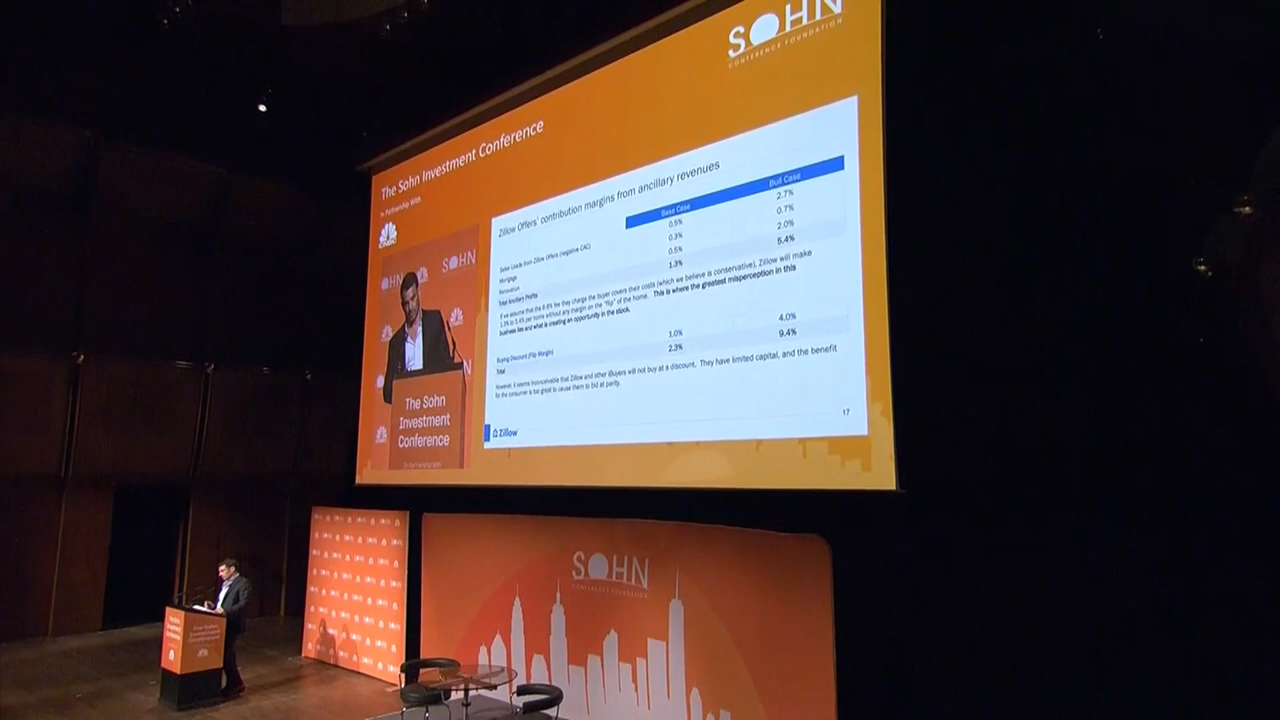 SOHN
CONFERENCE FOUNDATION
The Sohn Investment Conference
In Partnership With
CNBC
SOHN
The Sohn
Investment
Conference
Zillow Offers' contribution margins from ancillary revenues
Base Case Bull Case
Seller Leads from Zillow Offers (negative CAC) 0.5% 2.7%
Mortgage 0.3% 0.7%
Renovation 0.5% 2.0%
Total Ancillary Profits 1.3% 5.4%
If we assume that the fee they charge the buyer covers their costs (which we believe is conservative), Zillow will make
1.3% to 5.4% per home without any margin on the "flip" of the home. This is where the greatest misperception in this
business lies and what is creating an opportunity in the stock.
Buying Discount (Flip Margin) 1.0% 4.0%
Total 2.3% 9.4%
However, it seems inconceivable that Zillow and other iBuyers will not buy at a discount. They have limited capital, and the benefit
for the consumer is too great to cause them to bid at parity.
Zillow
17
SOHN
CONFERENCE FOUNDATION